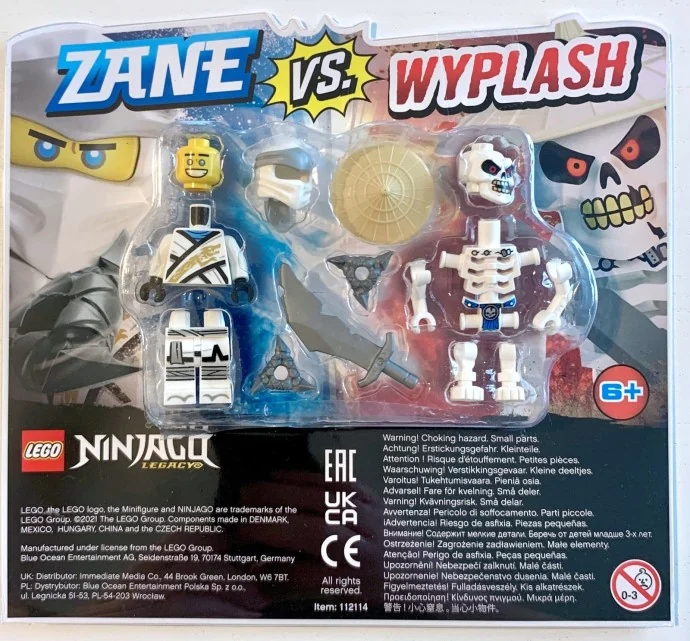 ZANE VS. WYPLASH
6+
LEGO NINJAGO
LEGACY®
LEGO, the LEGO logo, the Minifigure and NINJAGO are trademarks of the
LEGO Group. ©2021 The LEGO Group. Components made in DENMARK,
MEXICO, HUNGARY, CHINA and the CZECH REPUBLIC.
Manufactured under license from the LEGO Group.
Blue Ocean Entertainment AG, Seidenstraße 19, 70174 Stuttgart, Germany
UK: Distributor: Immediate Media Co., 44 Brook Green, London, W6 7BT.
PL: Dystrybutor: Blue Ocean Entertainment Polska Sp. z o.o.,
ul. Legnicka 51-53, PL-54-203 Wrocław
EAC
UK
CA
CE
All rights
reserved.
Item: 112114
Warning! Choking hazard. Small parts.
Achtung! Erstickungsgefahr. Kleinteile.
Attention ! Risque d'étouffement. Petites pièces.
Waarschuwing! Verstikkingsgevaar. Kleine deeltjes.
Varoitus! Tukehtumisvaara. Pieniä osia.
Advarsel! Fare for kvelning. Små deler.
Varning! Kvävningsrisk. Små delar.
Avvertenza! Pericolo di soffocamento. Parti piccole.
¡Advertencia! Riesgo de asfixia. Piezas pequeñas.
Внимание! Содержит мелкие детали. Беречь от детей младше 3-х лет.
Ostrzeżenie! Zagrożenie zadławieniem. Małe elementy.
Atenção! Perigo de asfixia. Peças pequenas.
Upozornění! Nebezpečí zalknutí. Malé části.
Upozornenie! Nebezpečenstvo dusenia. Malé časti.
Figyelmeztetés! Fulladásveszély. Kis alkatrészek.
Προειδοποίηση! Κίνδυνος πνιγμού. Μικρά μέρη.
警告！小心窒息。当心小物件。
0-3